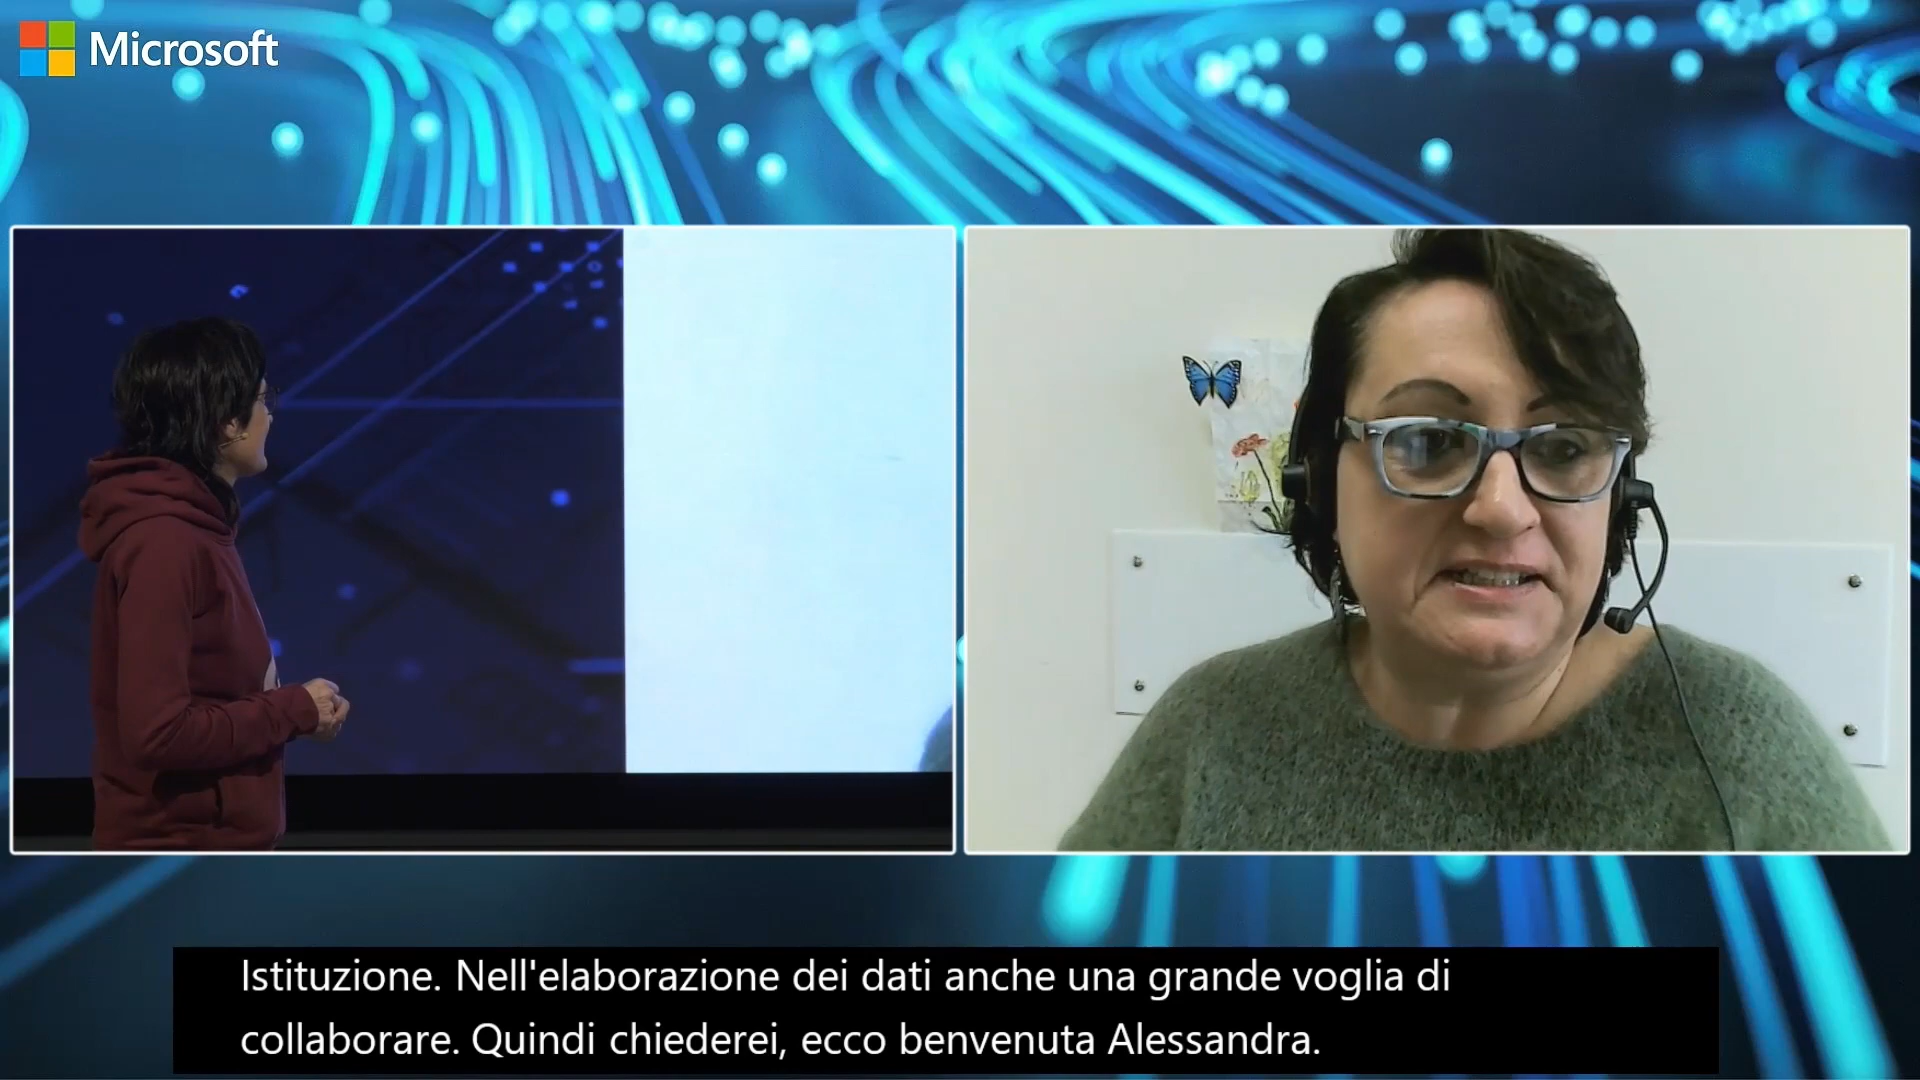 Microsoft
Istituzione. Nell'elaborazione dei dati anche una grande voglia di
collaborare. Quindi chiederei, ecco benvenuta Alessandra.